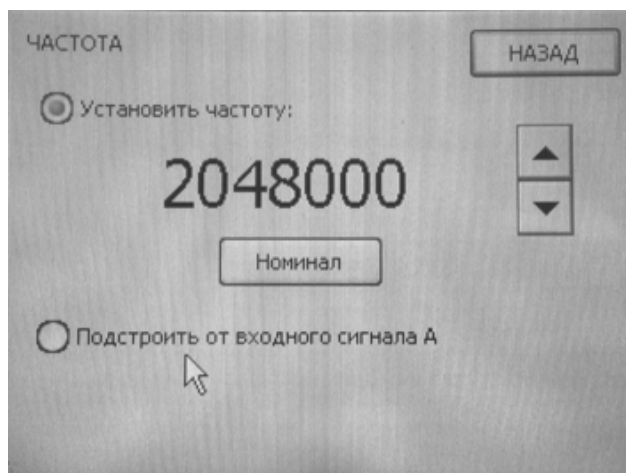 ЧАСТОТА
НАЗАД
Установить частоту:
2048000
Номинал
Подстроить от входного сигнала А